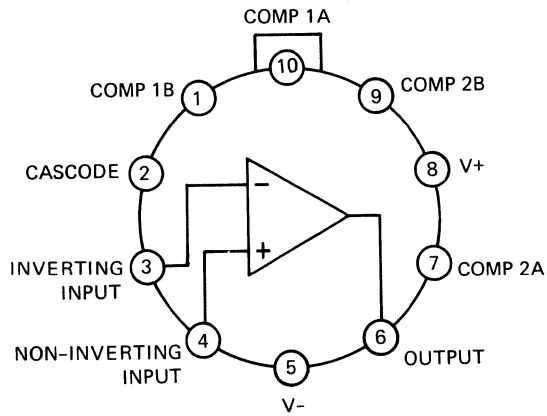 COMP 1A
10
COMP 1B
1
9
COMP 2B
CASCODE
2
8
V+
−
+
INVERTING
INPUT
3
7
COMP 2A
NON–INVERTING
INPUT
4
6
OUTPUT
5
V–